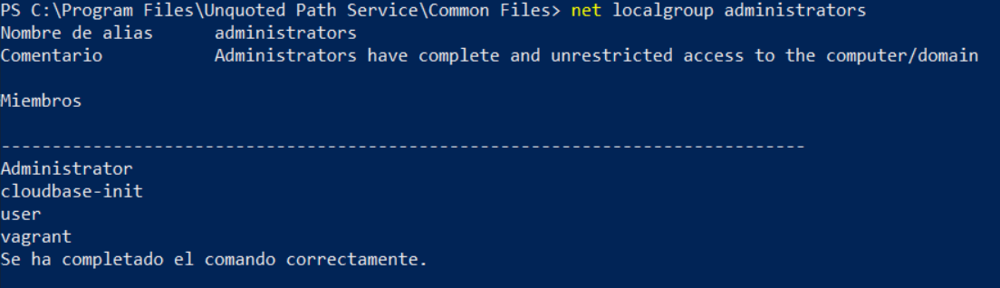 PS C:\Program Files\Unquoted Path Service\Common Files> net localgroup administrators
Nombre de alias administrators
Comentario Administrators have complete and unrestricted access to the computer/domain
Miembros
-------------------------------------------------------------------------------
Administrator
cloudbase-init
user
vagrant
Se ha completado el comando correctamente.